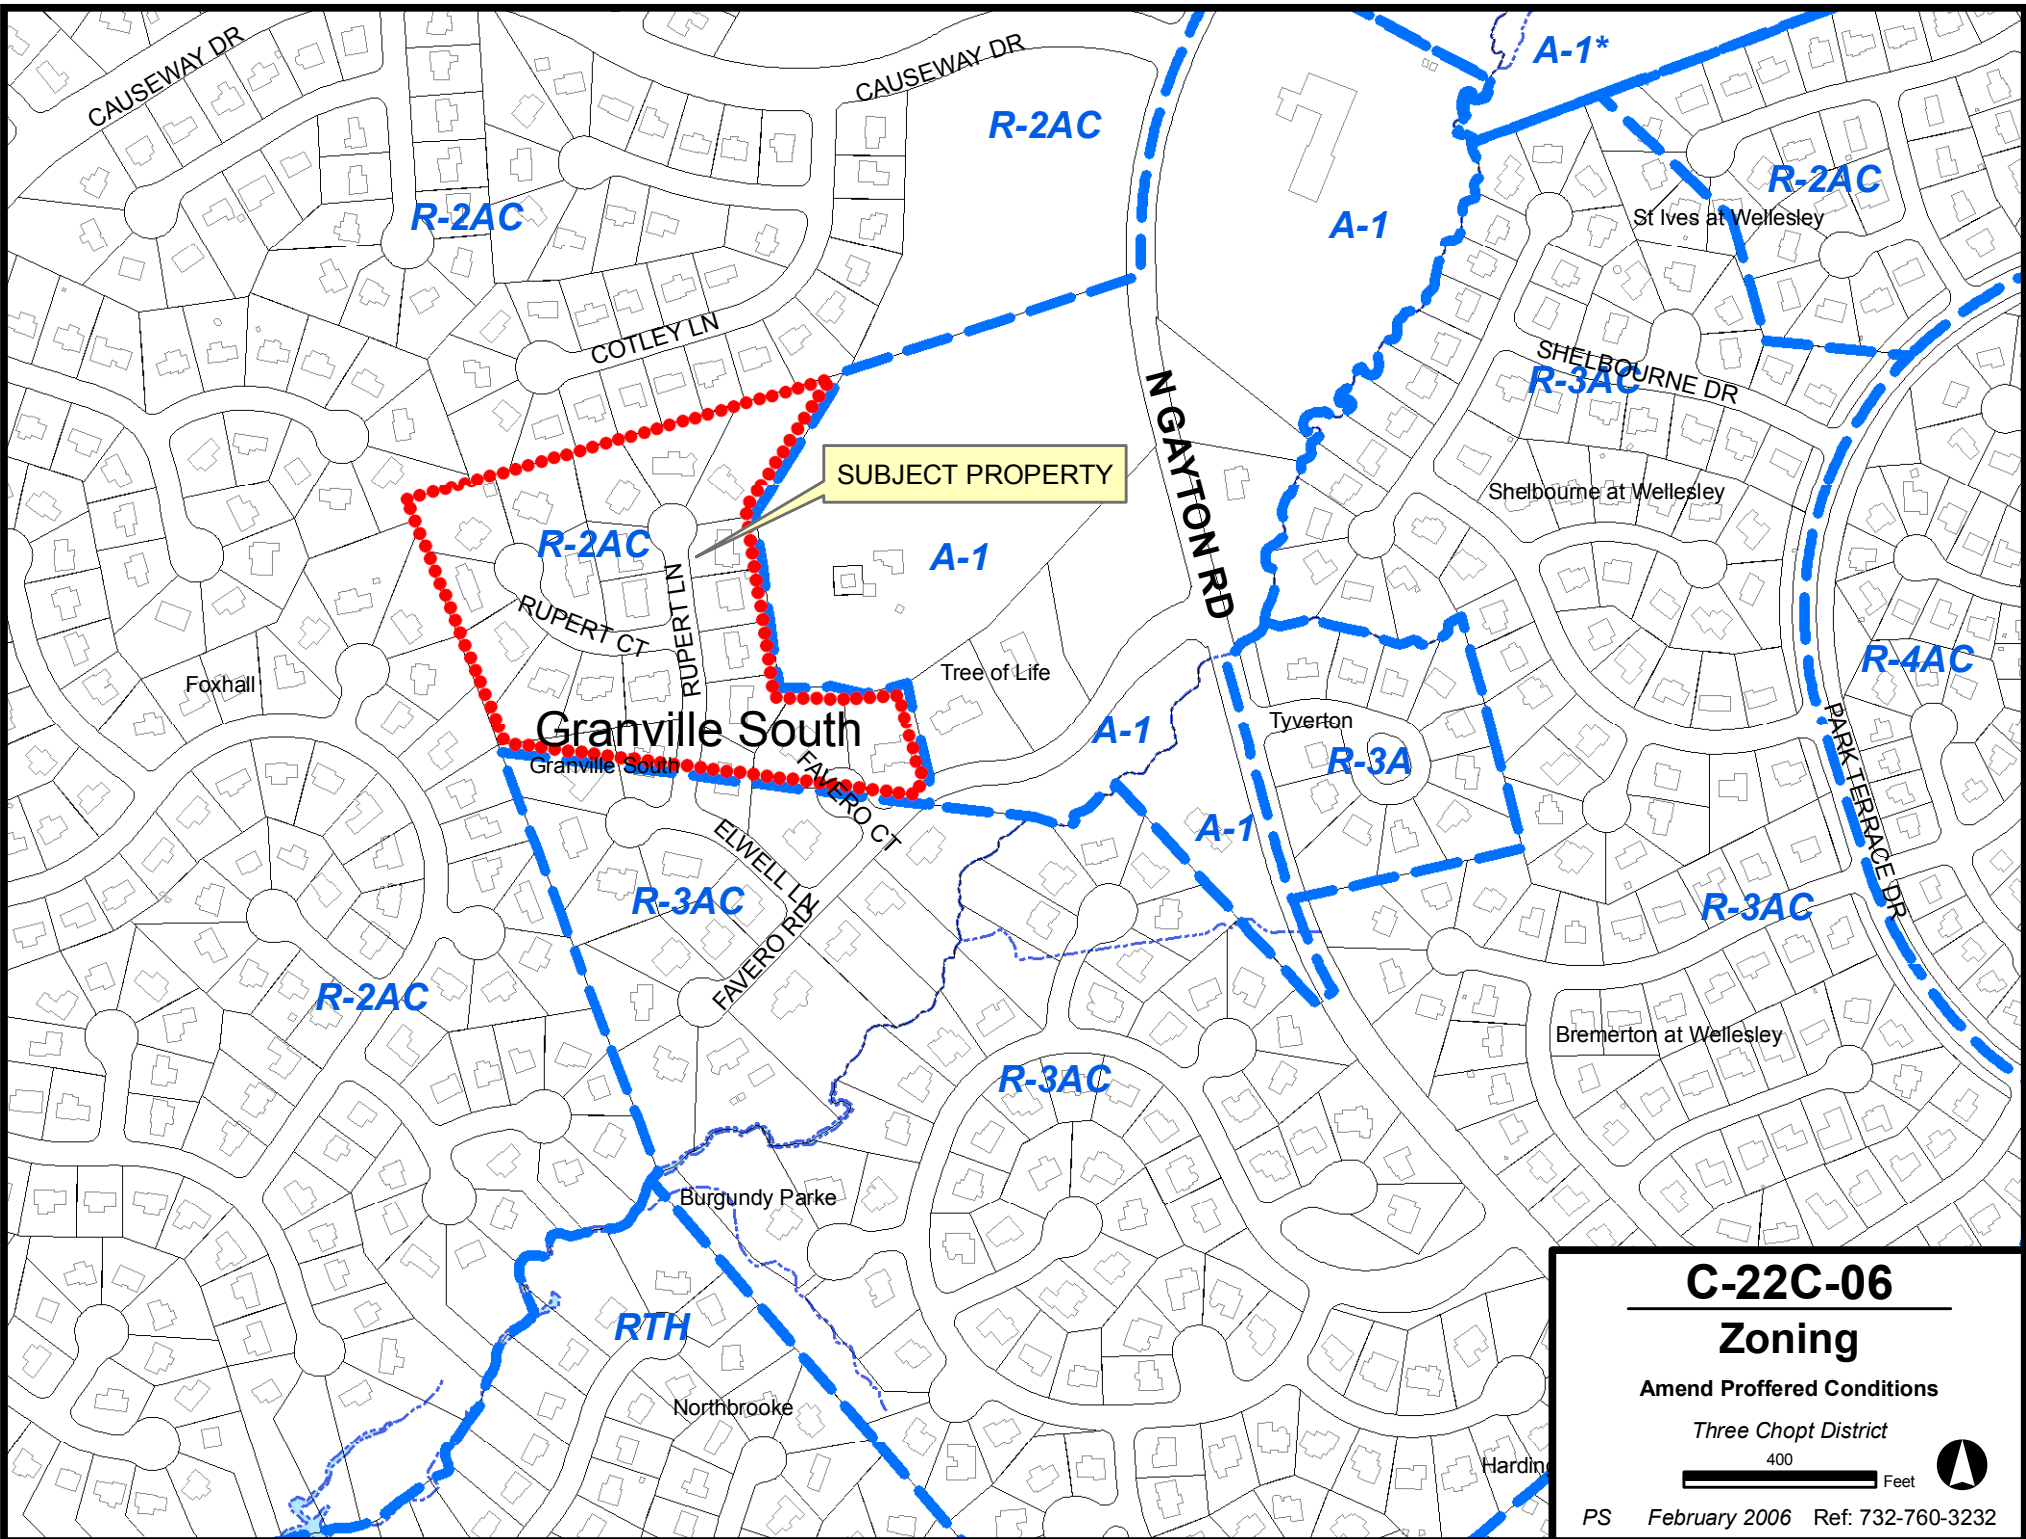 CAUSEWAY DR
CAUSEWAY DR
A-1*
R-2AC
R-2AC
R-2AC
St Ives at Wellesley
A-1
COTLEY LN
SHELBOURNE DR
R-3AC
N GAYTON RD
SUBJECT PROPERTY
Shelbourne at Wellesley
R-2AC
A-1
RUPERT CT
RUPERT LN
Foxhall
Tree of Life
R-4AC
Granville South
Granville South
A-1
Tyverton
R-3A
PARK TERRACE DR
FAVERO CT
A-1
ELWELL LN
R-3AC
FAVERO RD
R-3AC
R-2AC
Bremerton at Wellesley
R-3AC
Burgundy Parke
RTH
Northbrooke
Harding
C-22C-06
Zoning
Amend Proffered Conditions
Three Chopt District
400
Feet
PS February 2006 Ref: 732-760-3232